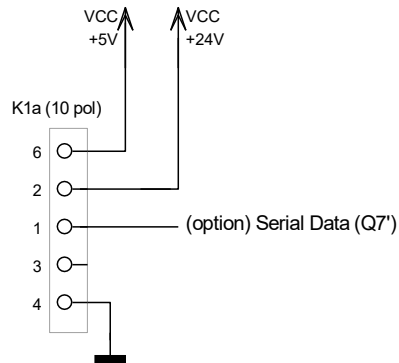 VCC VCC
+5V +24V
K1a (10 pol)
6
2
1 (option) Serial Data (Q7')
3
4